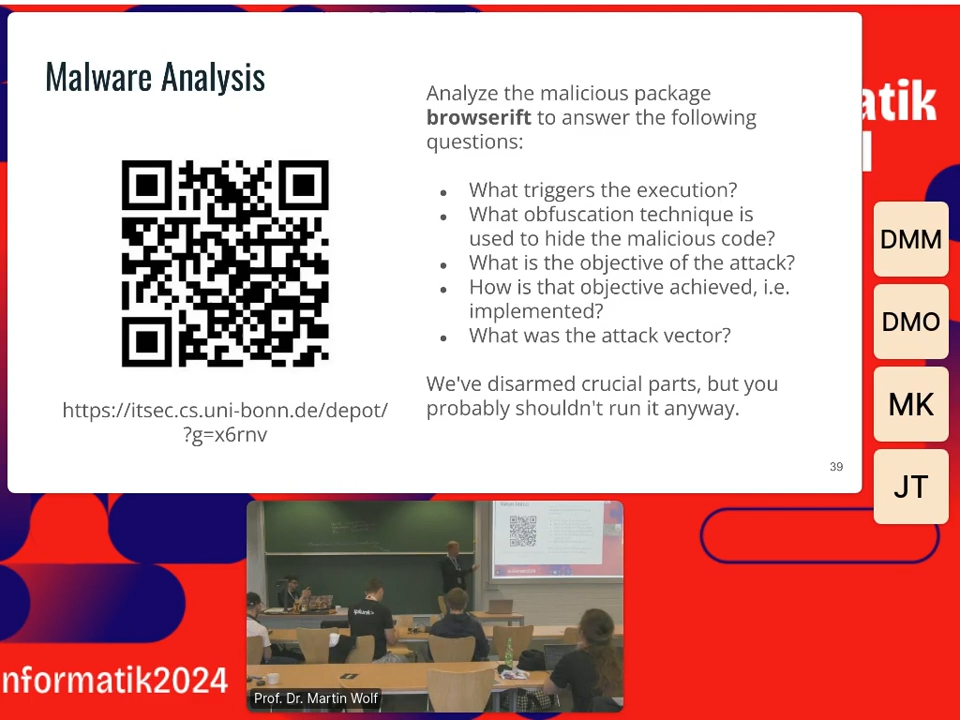 Malware Analysis
https://itsec.cs.uni-bonn.de/depot/
?g=x6rnv
Analyze the malicious package
browserift to answer the following
questions:
● What triggers the execution?
● What obfuscation technique is
used to hide the malicious code?
● What is the objective of the attack?
● How is that objective achieved, i.e.
implemented?
● What was the attack vector?
We've disarmed crucial parts, but you
probably shouldn't run it anyway.
39
atik
DMM
DMO
MK
JT
nformatik2024
Prof. Dr. Martin Wolf